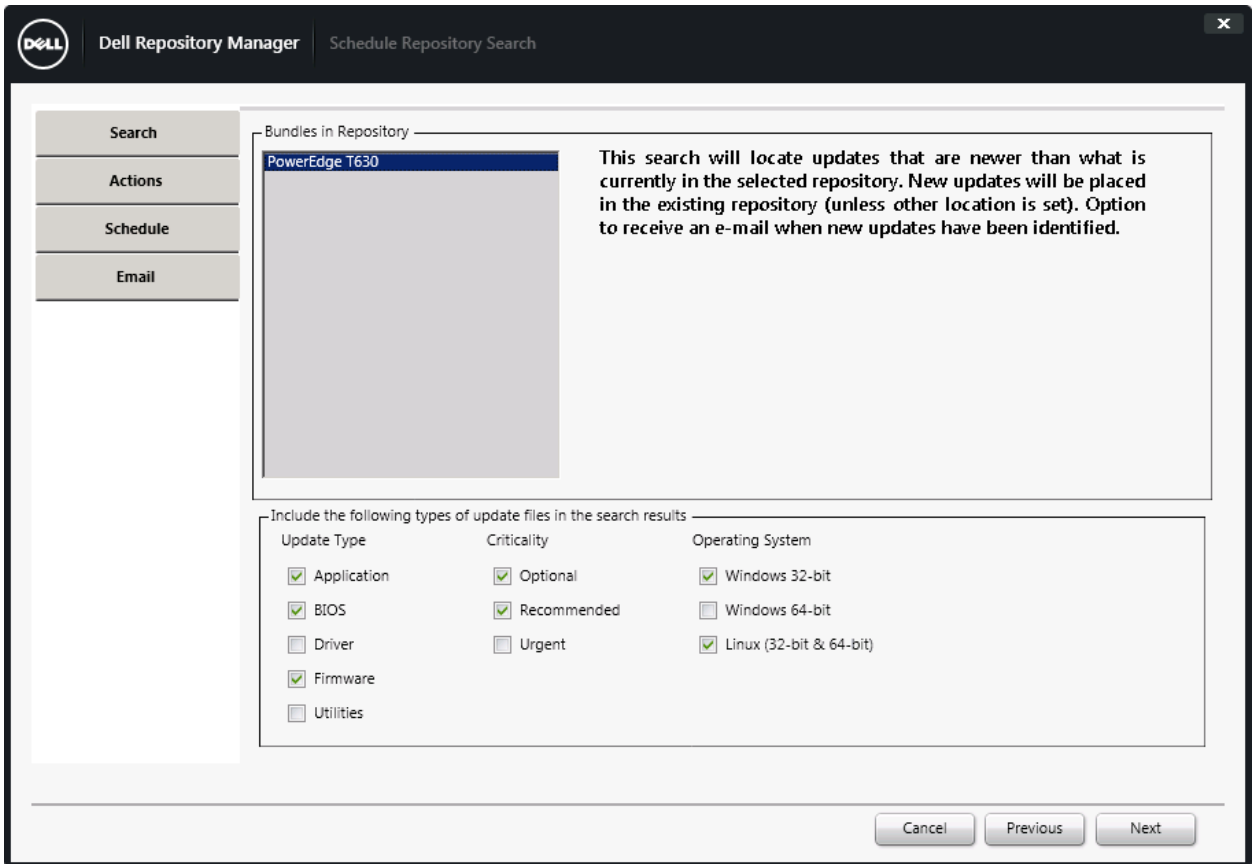 DELL
Dell Repository Manager
Schedule Repository Search
x
Search
Actions
Schedule
Email
Bundles in Repository
PowerEdge T630
This search will locate updates that are newer than what is
currently in the selected repository. New updates will be placed
in the existing repository (unless other location is set). Option
to receive an e-mail when new updates have been identified.
Include the following types of update files in the search results
Update Type
Application
BIOS
Driver
Firmware
Utilities
Criticality
Optional
Recommended
Urgent
Operating System
Windows 32-bit
Windows 64-bit
Linux (32-bit & 64-bit)
Cancel
Previous
Next